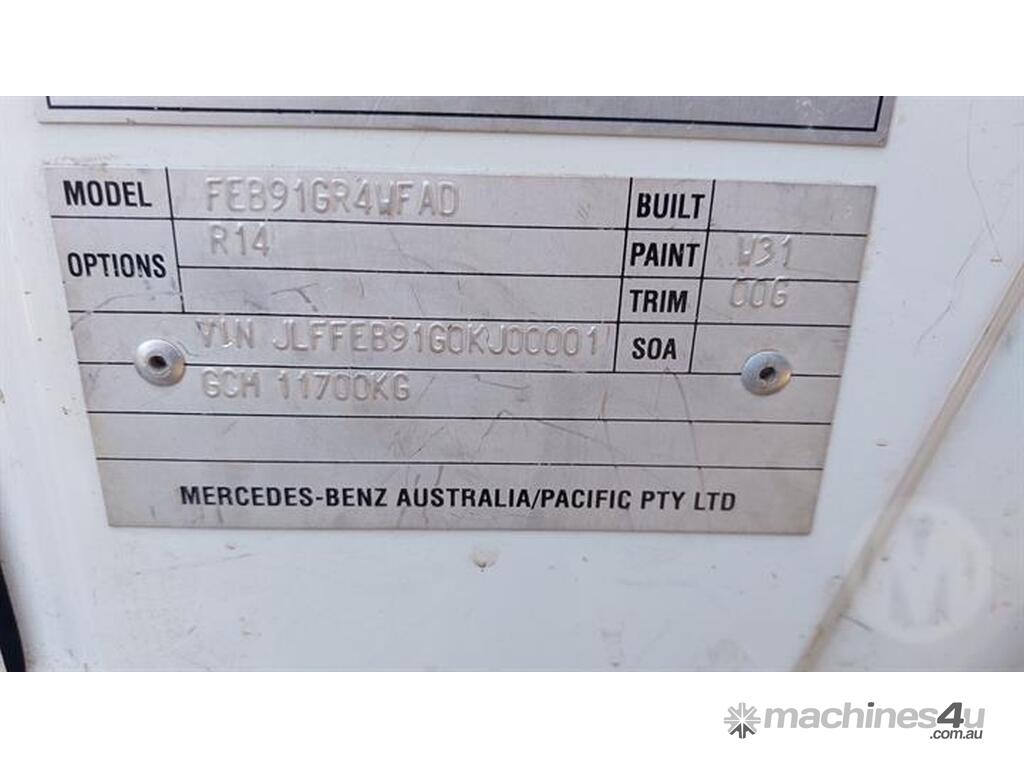 MODEL FEB91GR4WFAD BUILT
OPTIONS R14 PAINT W31
TRIM 00G
VIN JLFFEB91G0KJ00001 SOA
GCM 11700KG
MERCEDES-BENZ AUSTRALIA/PACIFIC PTY LTD
M
machines4u
.com.au